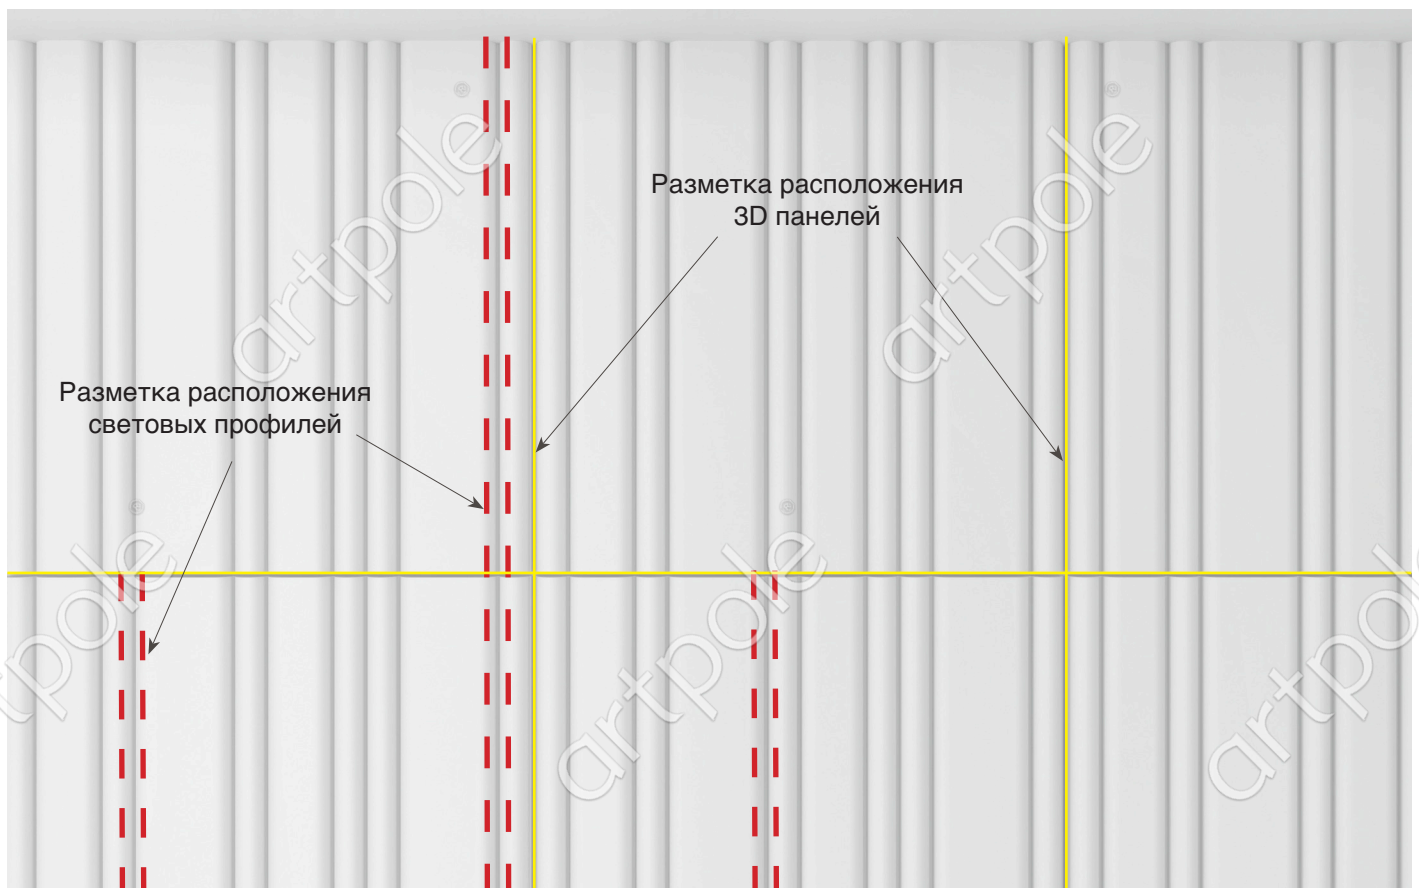 Разметка расположения
3D панелей
Разметка расположения
световых профилей
artpole®
artpole®
artpole®
artpole®
artpole